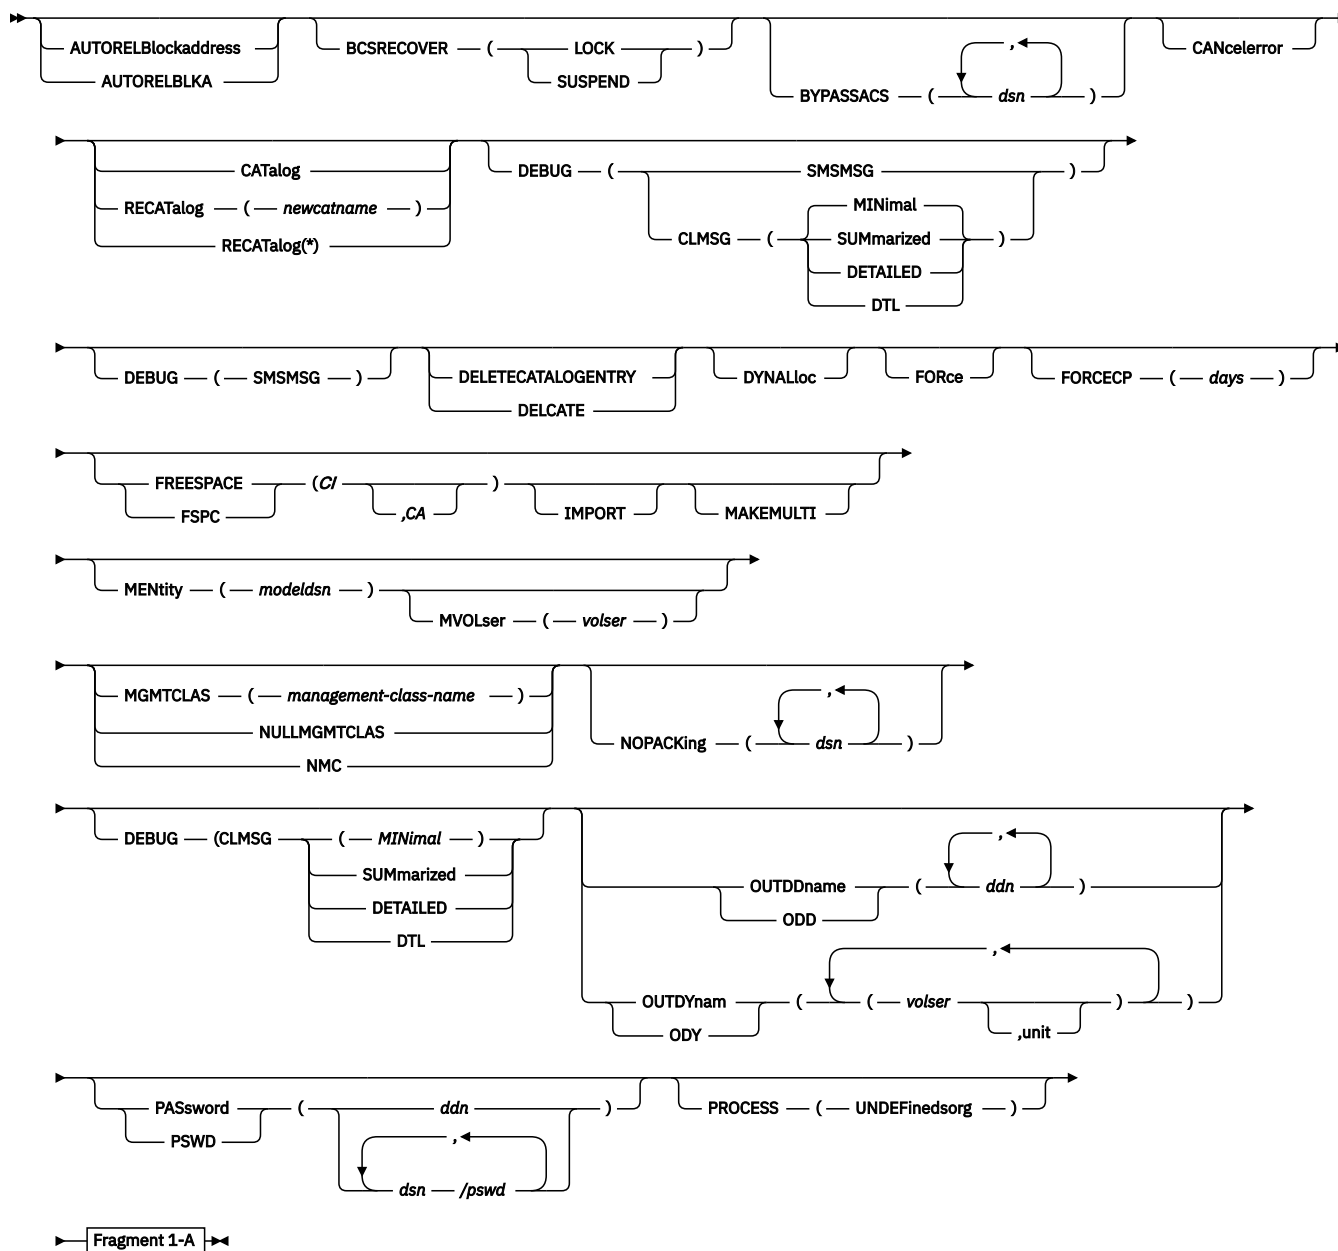 AUTORELBlockaddress
AUTORELBLKA
BCSRECOVER ( LOCK )
SUSPEND
,
BYPASSACS ( dsn )
CANcelerror
CATalog
RECATalog ( newcatname )
RECATalog(*)
DEBUG ( SMSMSG )
MINimal
CLMSG ( SUMmarized )
DETAILED
DTL
DEBUG ( SMSMSG )
DELETECATALOGENTRY
DELCATE
DYNALloc
FORce
FORCECP ( days )
FREESPACE (CI )
FSPC ,CA
IMPORT
MAKEMULTI
MENtity ( modeldsn )
MVOLser ( volser )
MGMTCLAS ( management-class-name )
NULLMGMTCLAS
NMC
,
NOPACKing ( dsn )
DEBUG (CLMSG ( MINimal )
SUMmarized
DETAILED
DTL
,
OUTDDname ( ddn )
ODD
,
OUTDYnam ( ( volser ) )
ODY ,unit
PASsword ( ddn )
PSWD
,
dsn /pswd
PROCESS ( UNDEFinedsorg )
Fragment 1-A